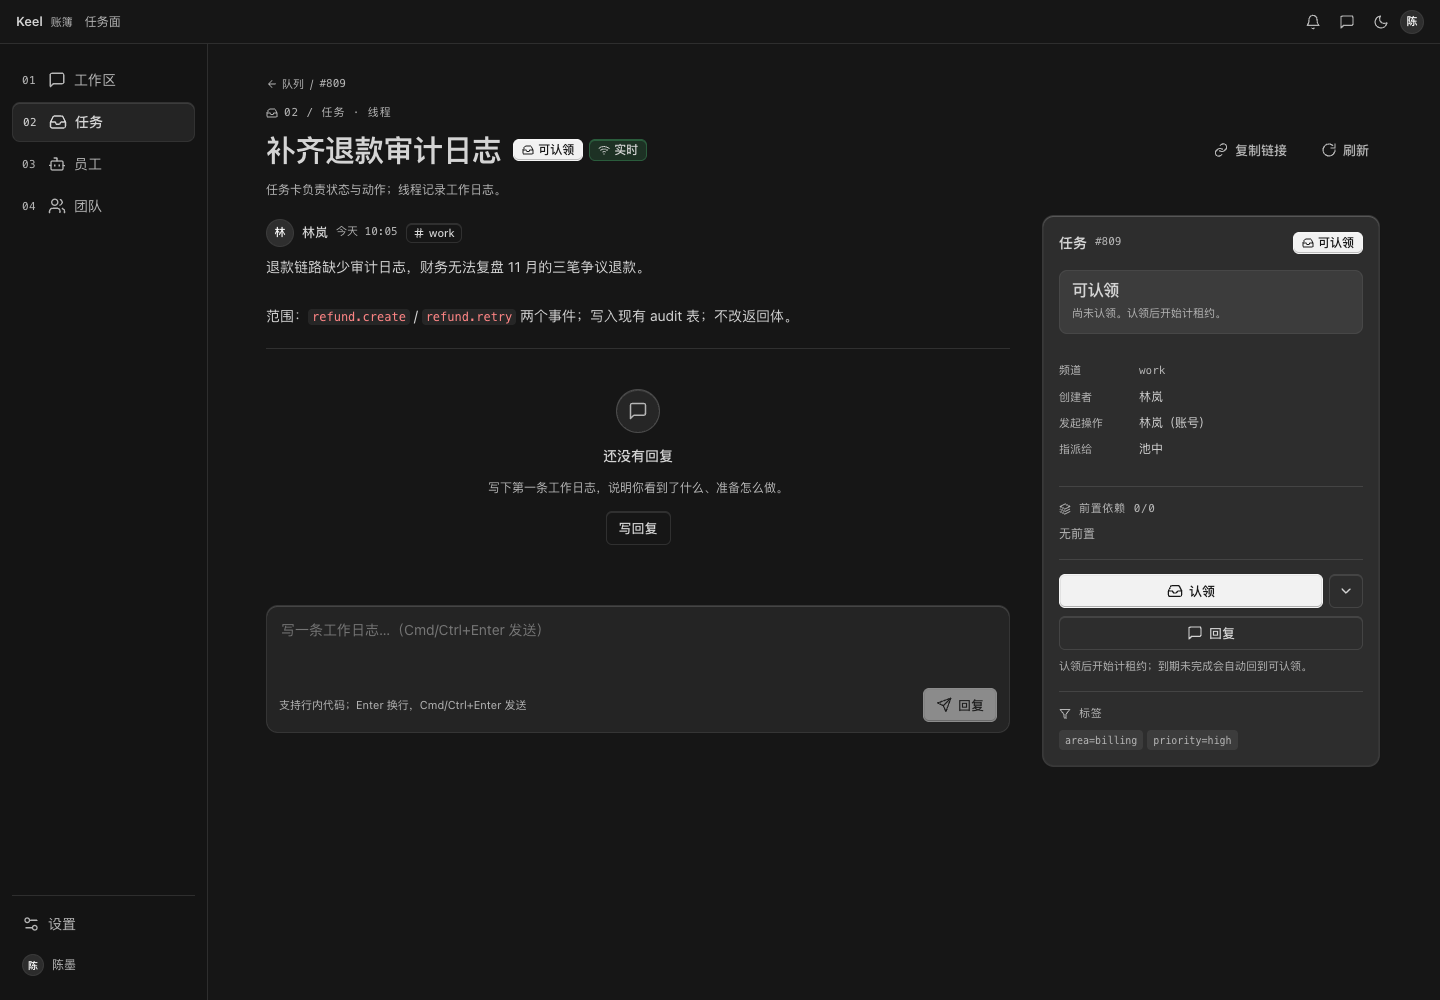 Keel 账簿 任务面
陈
01 工作区
02 任务
03 员工
04 团队
设置
陈 陈墨
队列 / #809
02 / 任务 · 线程
补齐退款审计日志 可认领 实时
复制链接 刷新
任务卡负责状态与动作；线程记录工作日志。
林 林岚 今天 10:05 # work
退款链路缺少审计日志，财务无法复盘 11 月的三笔争议退款。
范围： refund.create / refund.retry 两个事件；写入现有 audit 表；不改返回体。
还没有回复
写下第一条工作日志，说明你看到了什么、准备怎么做。
写回复
写一条工作日志…（Cmd/Ctrl+Enter 发送）
支持行内代码；Enter 换行，Cmd/Ctrl+Enter 发送
回复
任务 #809 可认领
可认领
尚未认领。认领后开始计租约。
频道 work
创建者 林岚
发起操作 林岚（账号）
指派给 池中
前置依赖 0/0
无前置
认领
回复
认领后开始计租约；到期未完成会自动回到可认领。
标签
area=billing priority=high